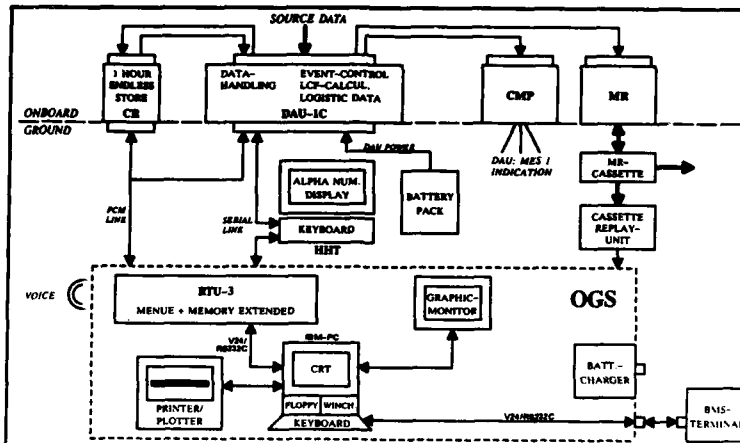 SOURCE DATA
1 HOUR
ENDLESS
STORE
CR
DATA-
HANDLING
EVENT-CONTROL
LCF-CALCUL.
LOGISTIC DATA
DAU-1C
CMP
MR
ONBOARD
GROUND
DAU POWER
DAU: MES 1
INDICATION
MR-
CASSETTE
ALPHA NUM.
DISPLAY
BATTERY
PACK
PCM
LINE
SERIAL
LINE
KEYBOARD
HHT
CASSETTE
REPLAY-
UNIT
VOICE
RTU-3
MENUE + MEMORY EXTENDED
GRAPHIC-
MONITOR
OGS
V24/
RS232C
IBM-PC
CRT
BATT.-
CHARGER
PRINTER/
PLOTTER
FLOPPY
WINCH
KEYBOARD
V24/RS232C
BMS-
TERMINAL